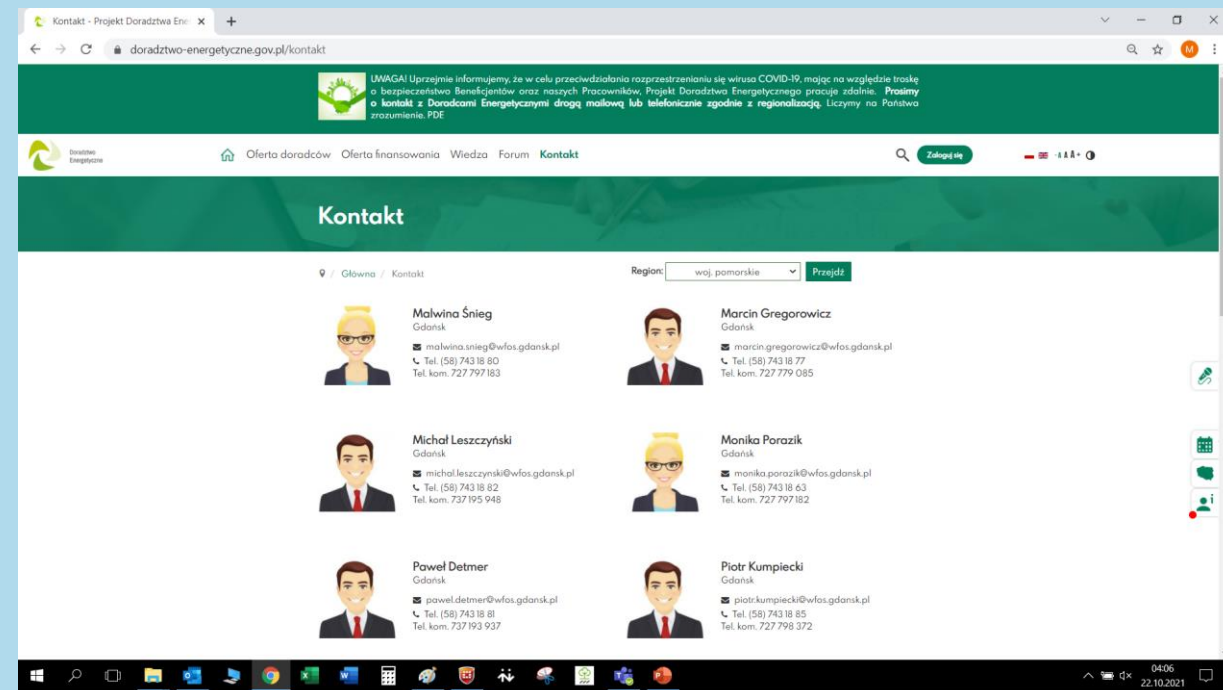 Kontakt - Projekt Doradztwa Ene
doradztwo-energetyczne.gov.pl/kontakt
M
UWAGA! Uprzejmie informujemy, że w celu przeciwdziałania rozprzestrzenianiu się wirusa COVID-19, mając na względzie troskę
o bezpieczeństwo Beneficjentów oraz naszych Pracowników, Projekt Doradztwa Energetycznego pracuje zdalnie. Prosimy
o kontakt z Doradcami Energetycznymi drogą mailową lub telefonicznie zgodnie z regionalizacją. Liczymy na Państwa
zrozumienie. PDE
Doradztwo
Energetyczne
Oferta doradców Oferta finansowania Wiedza Forum Kontakt
Zaloguj się
-A A A+
Kontakt
/ Główna / Kontakt
Region: woj. pomorskie Przejdź
Malwina Śnieg
Gdańsk
malwina.snieg@wfos.gdansk.pl
Tel. (58) 743 18 80
Tel. kom. 727 797 183
Marcin Gregorowicz
Gdańsk
marcin.gregorowicz@wfos.gdansk.pl
Tel. (58) 743 18 77
Tel. kom. 727 779 085
Michał Leszczyński
Gdańsk
michal.leszczynski@wfos.gdansk.pl
Tel. (58) 743 18 82
Tel. kom. 737 195 948
Monika Porazik
Gdańsk
monika.porazik@wfos.gdansk.pl
Tel. (58) 743 18 63
Tel. kom. 727 797 182
Paweł Detmer
Gdańsk
pawel.detmer@wfos.gdansk.pl
Tel. (58) 743 18 81
Tel. kom. 737 193 937
Piotr Kumpiecki
Gdańsk
piotr.kumpiecki@wfos.gdansk.pl
Tel. (58) 743 18 85
Tel. kom. 727 798 372
04:06
22.10.2021